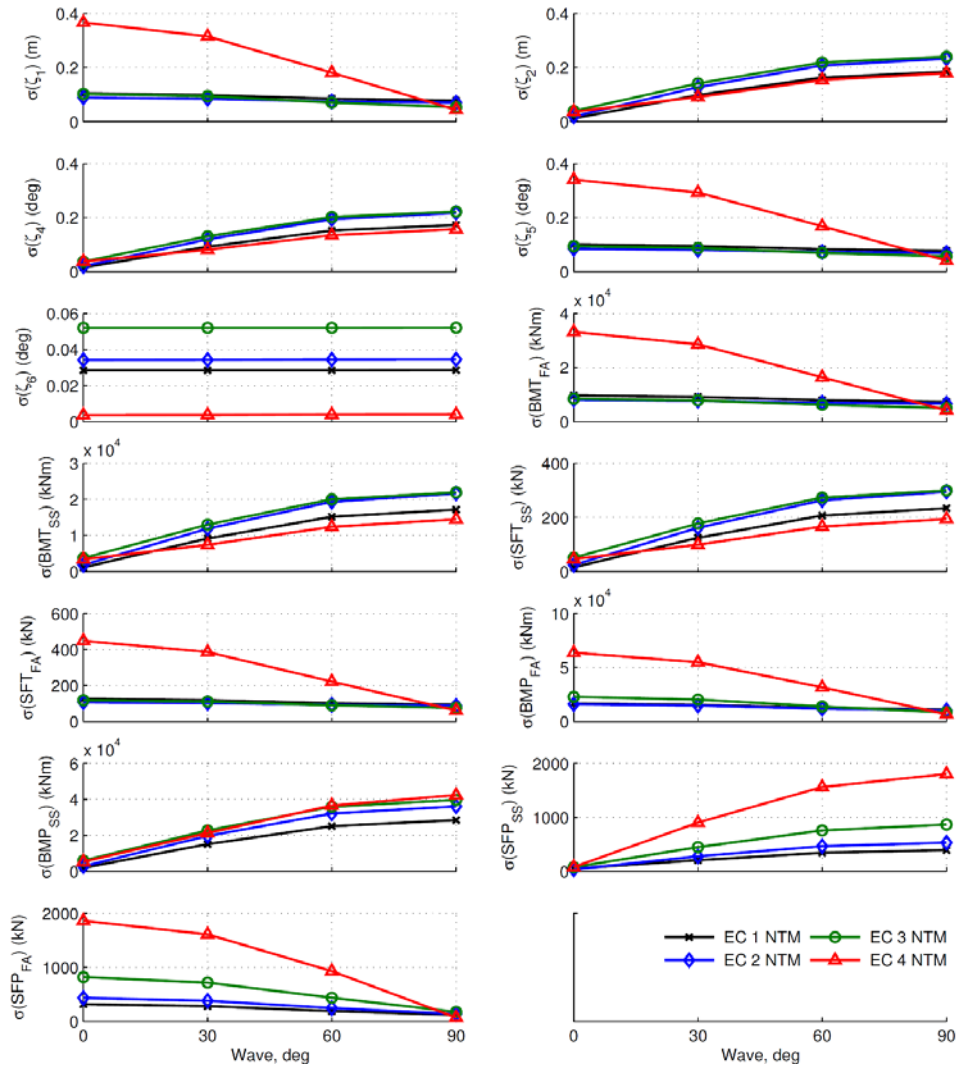 0.4
0.2
0
σ(ζ1) (m)
0.4
0.2
0
σ(ζ2) (m)
0.4
0.2
0
σ(ζ4) (deg)
0.4
0.2
0
σ(ζ5) (deg)
0.06
0.04
0.02
0
σ(ζ6) (deg)
x 10^4
4
2
0
σ(BMT_FA) (kNm)
x 10^4
3
2
1
0
σ(BMT_SS) (kNm)
400
200
0
σ(SFT_SS) (kN)
600
400
200
0
σ(SFT_FA) (kN)
x 10^4
10
5
0
σ(BMP_FA) (kNm)
x 10^4
6
4
2
0
σ(BMP_SS) (kNm)
2000
1000
0
σ(SFP_SS) (kN)
0 30 60 90
2000
1000
0
σ(SFP_FA) (kN)
0 30 60 90
Wave, deg
EC 1 NTM EC 3 NTM
EC 2 NTM EC 4 NTM
0 30 60 90
Wave, deg